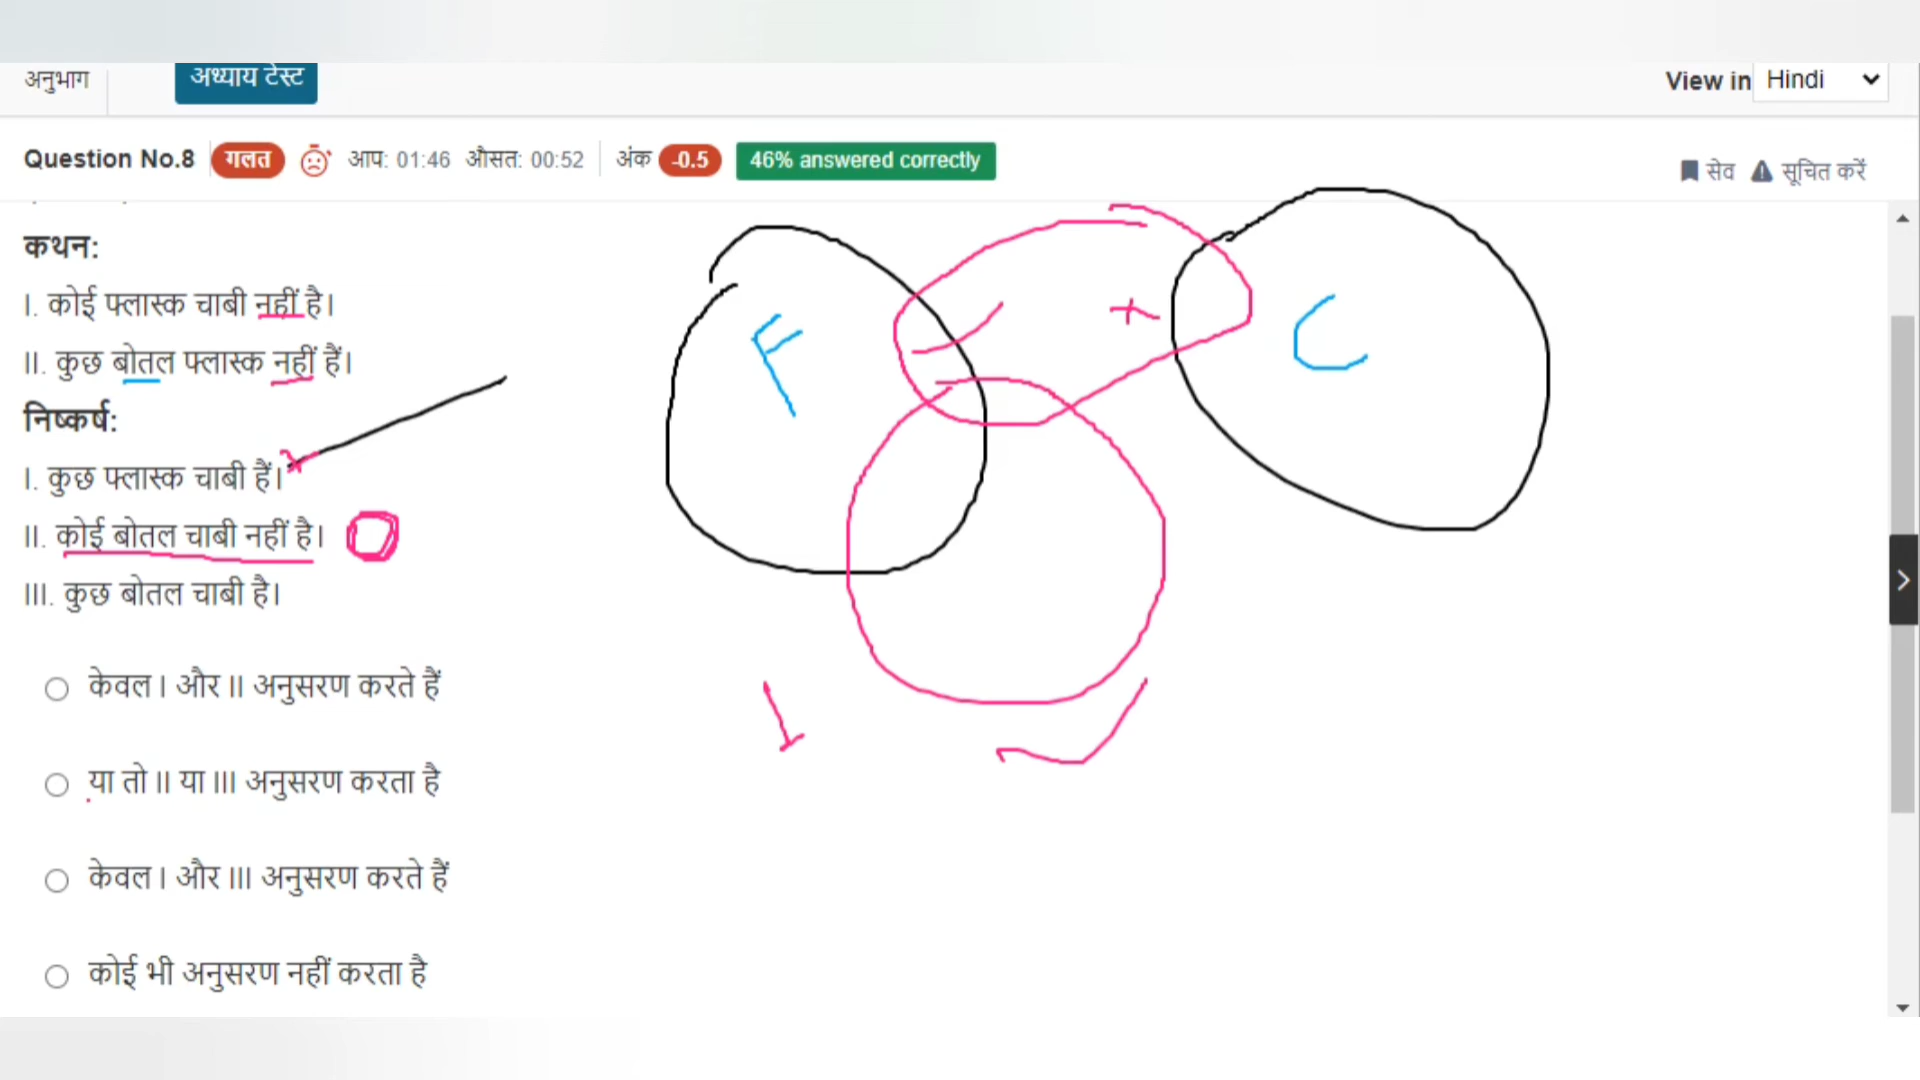 अनुभाग
अध्याय टेस्ट
View in Hindi
Question No.8 गलत आप: 01:46 औसत: 00:52 अंक -0.5 46% answered correctly
सेव सूचित करें
कथन:
I. कोई फ्लास्क चाबी नहीं है।
II. कुछ बोतल फ्लास्क नहीं हैं।
निष्कर्ष:
I. कुछ फ्लास्क चाबी हैं।
II. कोई बोतल चाबी नहीं है।
III. कुछ बोतल चाबी है।
केवल I और II अनुसरण करते हैं
या तो II या III अनुसरण करता है
केवल I और III अनुसरण करते हैं
कोई भी अनुसरण नहीं करता है
F
C